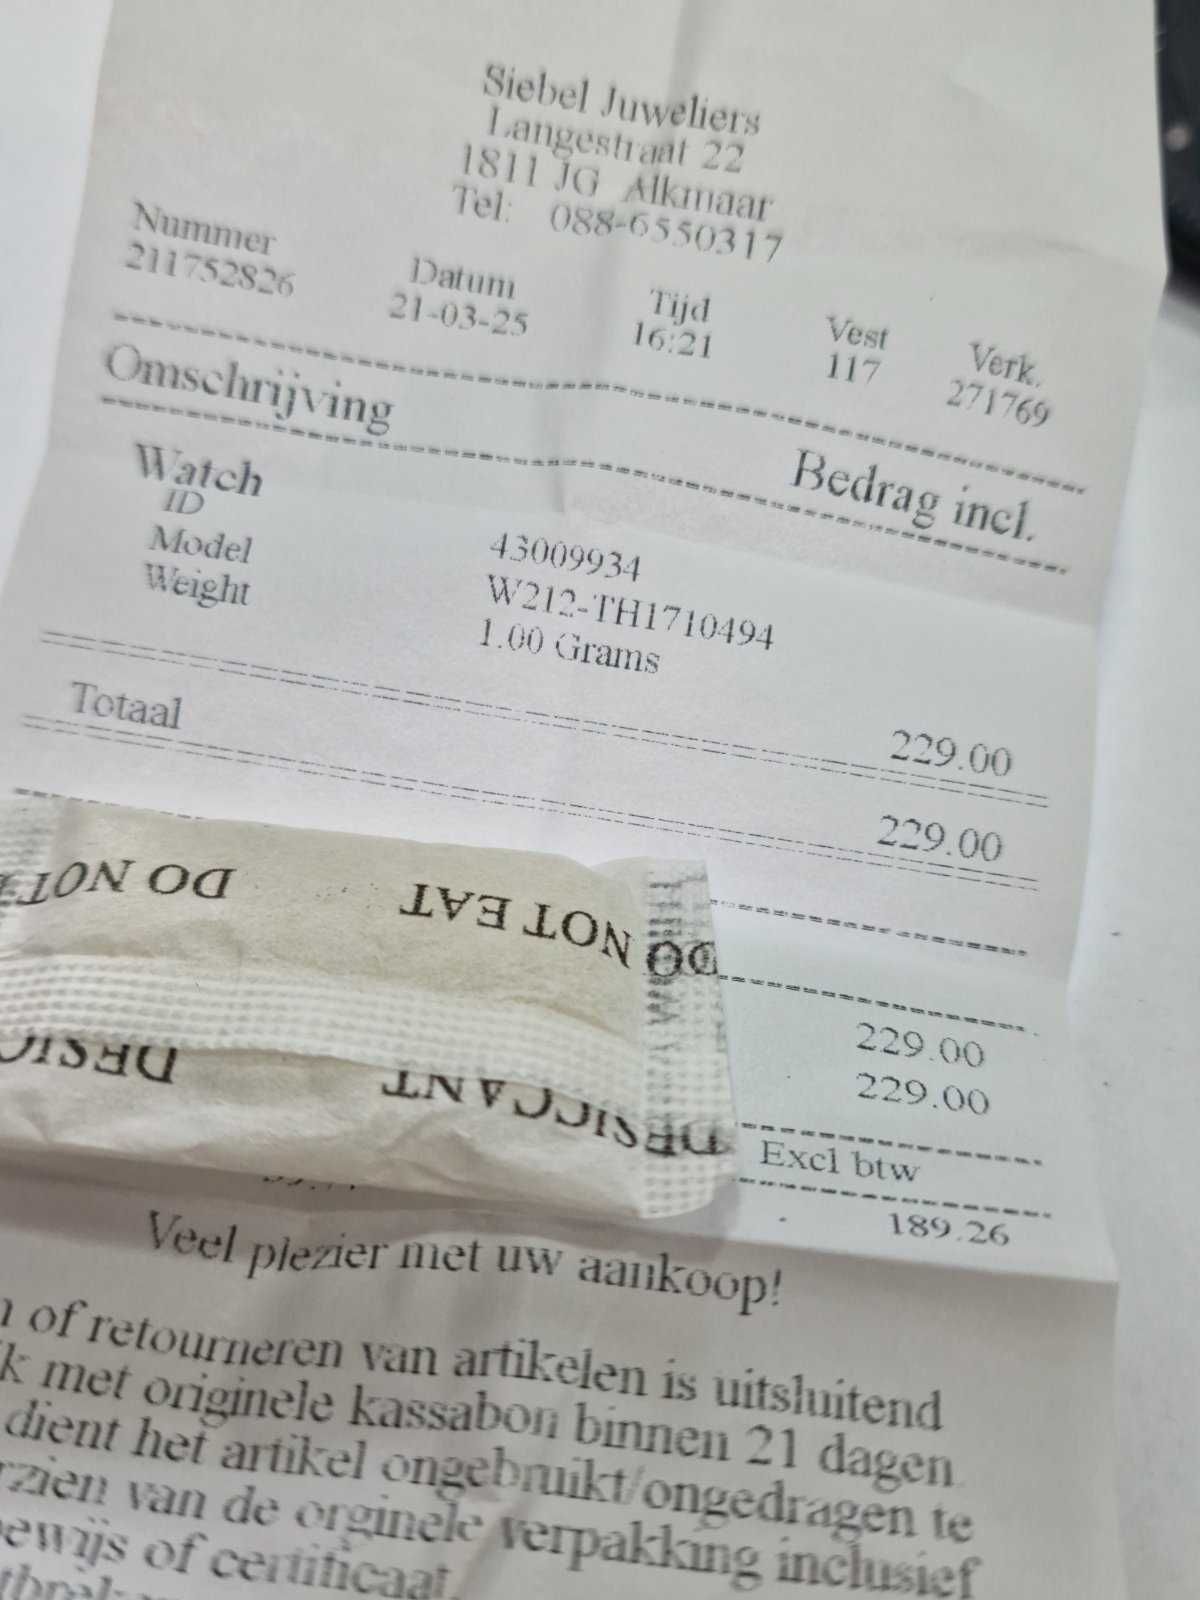 Siebel Juweliers
Langestraat 22
1811 JG Alkmaar
Tel: 088-6550317
Nummer Datum Tijd Vest Verk.
211752826 21-03-25 16:21 117 271769
Omschrijving Bedrag incl.
Watch
ID 43009934
Model W212-TH1710494
Weight 1.00 Grams
229.00
Totaal 229.00
DO NOT EAT DO NOT
DESICCANT
229.00
229.00
Excl btw
189.26
Veel plezier met uw aankoop!
of retourneren van artikelen is uitsluitend
met originele kassabon binnen 21 dagen
dient het artikel ongebruikt/ongedragen te
van de orginele verpakking inclusief
of certificaat.